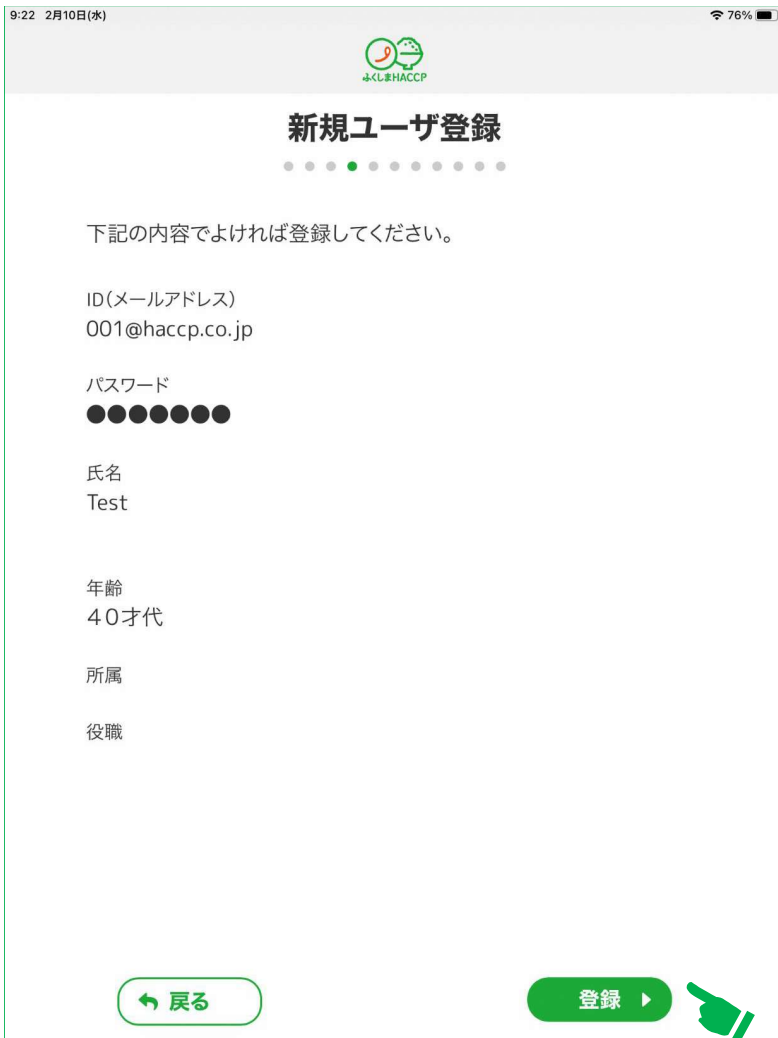 9:22 2月10日(水) 76%
ふくしまHACCP
新規ユーザ登録
下記の内容でよければ登録してください。
ID(メールアドレス)
001@haccp.co.jp
パスワード
●●●●●●●
氏名
Test
年齢
４０才代
所属
役職
戻る 登録